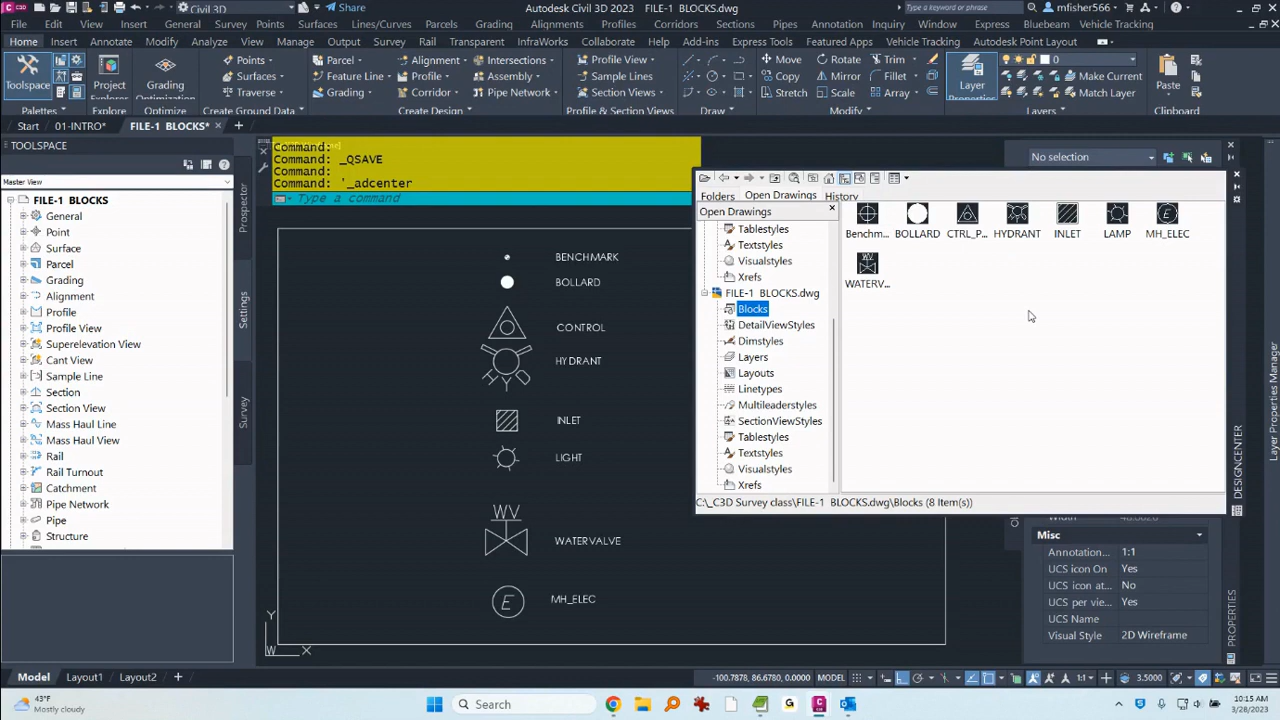 Civil 3D
Share
Autodesk Civil 3D 2023 FILE-1 BLOCKS.dwg
Type a keyword or phrase
mfisher566
File Edit View Insert General Survey Points Surfaces Lines/Curves Parcels Grading Alignments Profiles Corridors Sections Pipes Annotation Inquiry Window Express Bluebeam Vehicle Tracking
Home Insert Annotate Modify Analyze View Manage Output Survey Rail Transparent InfraWorks Collaborate Help Add-ins Express Tools Featured Apps Vehicle Tracking Autodesk Point Layout
Toolspace
Palettes
Project Explorer
Explore
Grading Optimization
Optimize
Points
Surfaces
Traverse
Create Ground Data
Parcel
Feature Line
Grading
Alignment
Profile
Corridor
Intersections
Assembly
Pipe Network
Create Design
Profile View
Sample Lines
Section Views
Profile & Section Views
Draw
Move Rotate Trim
Copy Mirror Fillet
Stretch Scale Array
Modify
Layer Properties
0
Make Current
Match Layer
Layers
Paste
Clipboard
Start 01-INTRO* FILE-1 BLOCKS*
TOOLSPACE
Master View
FILE-1 BLOCKS
General
Point
Surface
Parcel
Grading
Alignment
Profile
Profile View
Superelevation View
Cant View
Sample Line
Section
Section View
Mass Haul Line
Mass Haul View
Rail
Rail Turnout
Catchment
Pipe Network
Pipe
Structure
Prospector
Settings
Survey
Command:
Command: _QSAVE
Command:
Command: '_adcenter
Type a command
BENCHMARK
BOLLARD
CONTROL
HYDRANT
HYD
INLET
LIGHT
WV
WATERVALVE
E
MH_ELEC
Y
W X
No selection
Folders Open Drawings History
Open Drawings
Tablestyles
Textstyles
Visualstyles
Xrefs
FILE-1 BLOCKS.dwg
Blocks
DetailViewStyles
Dimstyles
Layers
Layouts
Linetypes
Multileaderstyles
SectionViewStyles
Tablestyles
Textstyles
Visualstyles
Xrefs
Benchm... BOLLARD CTRL_P... HYDRANT INLET LAMP MH_ELEC
WATERV...
C:\_C3D Survey class\FILE-1 BLOCKS.dwg\Blocks (8 Item(s))
DESIGNCENTER
Layer Properties Manager
Misc
Annotation... 1:1
UCS icon On Yes
UCS icon at... No
UCS per vie... Yes
UCS Name
Visual Style 2D Wireframe
PROPERTIES
Model Layout1 Layout2 +
-100.7878, 86.6780, 0.0000 MODEL 1:1 3.5000
43°F
Mostly cloudy
Search
10:15 AM
3/28/2023